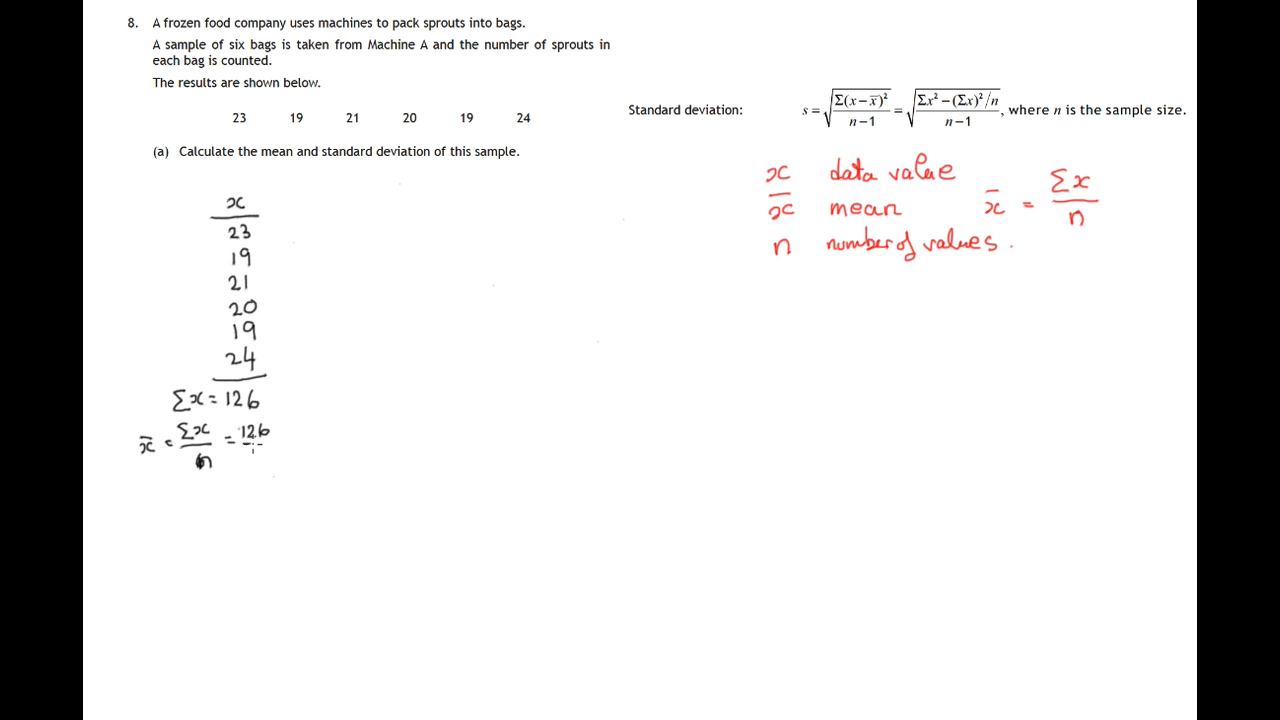 8. A frozen food company uses machines to pack sprouts into bags.
A sample of six bags is taken from Machine A and the number of sprouts in
each bag is counted.
The results are shown below.
23 19 21 20 19 24
(a) Calculate the mean and standard deviation of this sample.
Standard deviation: s = √(Σ(x − x̄)² / (n−1)) = √((Σx² − (Σx)²/n) / (n−1)), where n is the sample size.
x data value
x̄ mean x̄ = Σx / n
n number of values.
x
23
19
21
20
19
24
Σx = 126
x̄ = Σx / n = 126